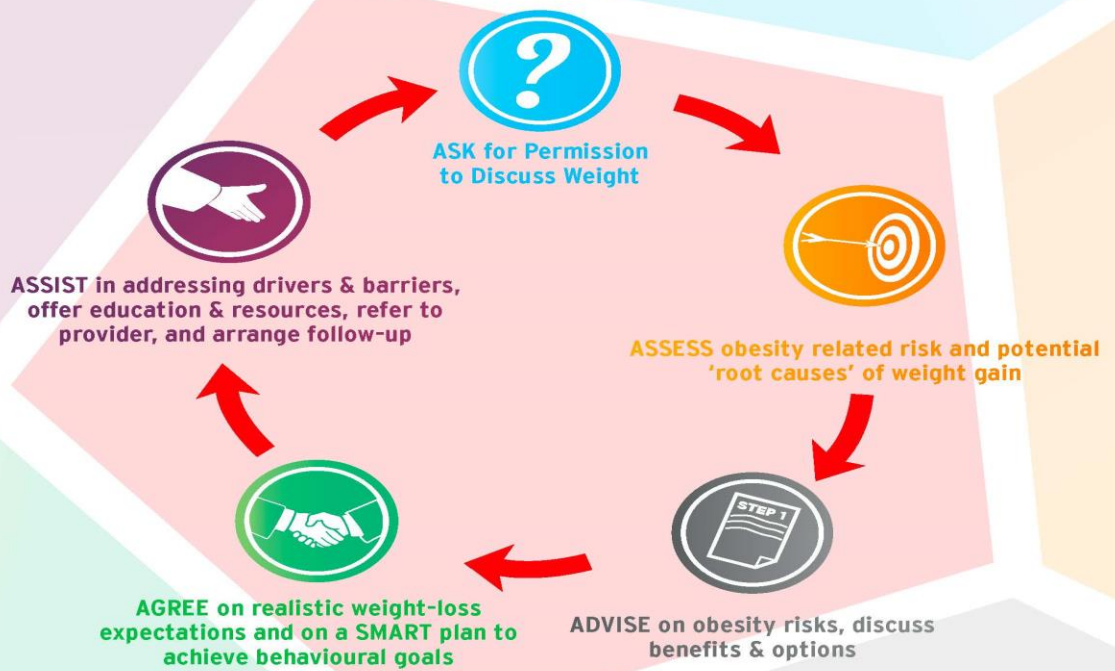 ASK for Permission
to Discuss Weight
ASSESS obesity related risk and potential
‘root causes’ of weight gain
STEP 1
ADVISE on obesity risks, discuss
benefits & options
AGREE on realistic weight-loss
expectations and on a SMART plan to
achieve behavioural goals
ASSIST in addressing drivers & barriers,
offer education & resources, refer to
provider, and arrange follow-up